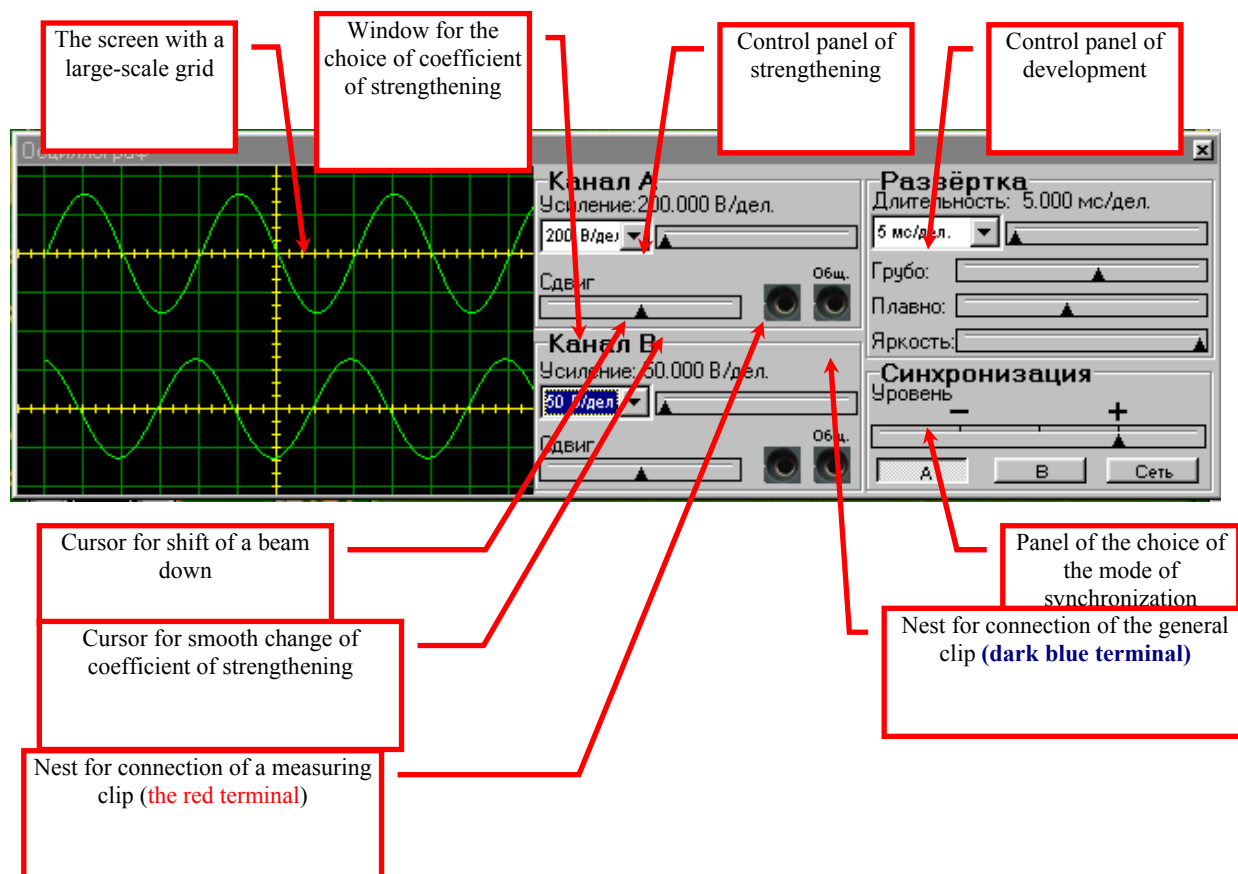 The screen with a
large-scale grid
Window for the
choice of coefficient
of strengthening
Control panel of
strengthening
Control panel of
development
Осциллограф
Канал А
Усиление:200.000 В/дел.
200 В/дел
Сдвиг
Общ.
Канал В
Усиление: 50.000 В/дел.
50 В/дел
Сдвиг
Общ.
Развёртка
Длительность: 5.000 мс/дел.
5 мс/дел.
Грубо:
Плавно:
Яркость:
Синхронизация
Уровень
− +
А В Сеть
Cursor for shift of a beam
down
Panel of the choice of
the mode of
synchronization
Cursor for smooth change of
coefficient of strengthening
Nest for connection of the general
clip (dark blue terminal)
Nest for connection of a measuring
clip (the red terminal)